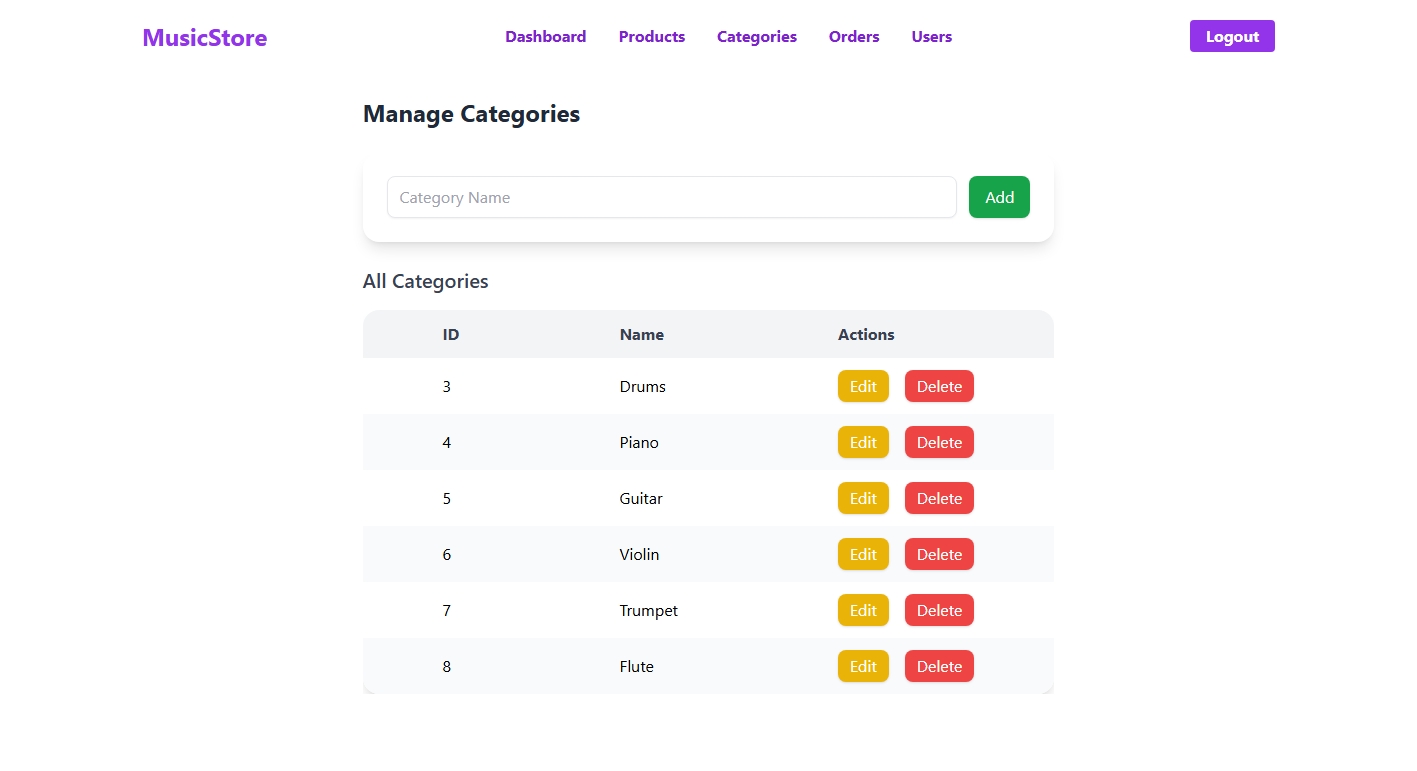 MusicStore Dashboard Products Categories Orders Users Logout
Manage Categories
Category Name Add
All Categories
ID Name Actions
3 Drums Edit Delete
4 Piano Edit Delete
5 Guitar Edit Delete
6 Violin Edit Delete
7 Trumpet Edit Delete
8 Flute Edit Delete